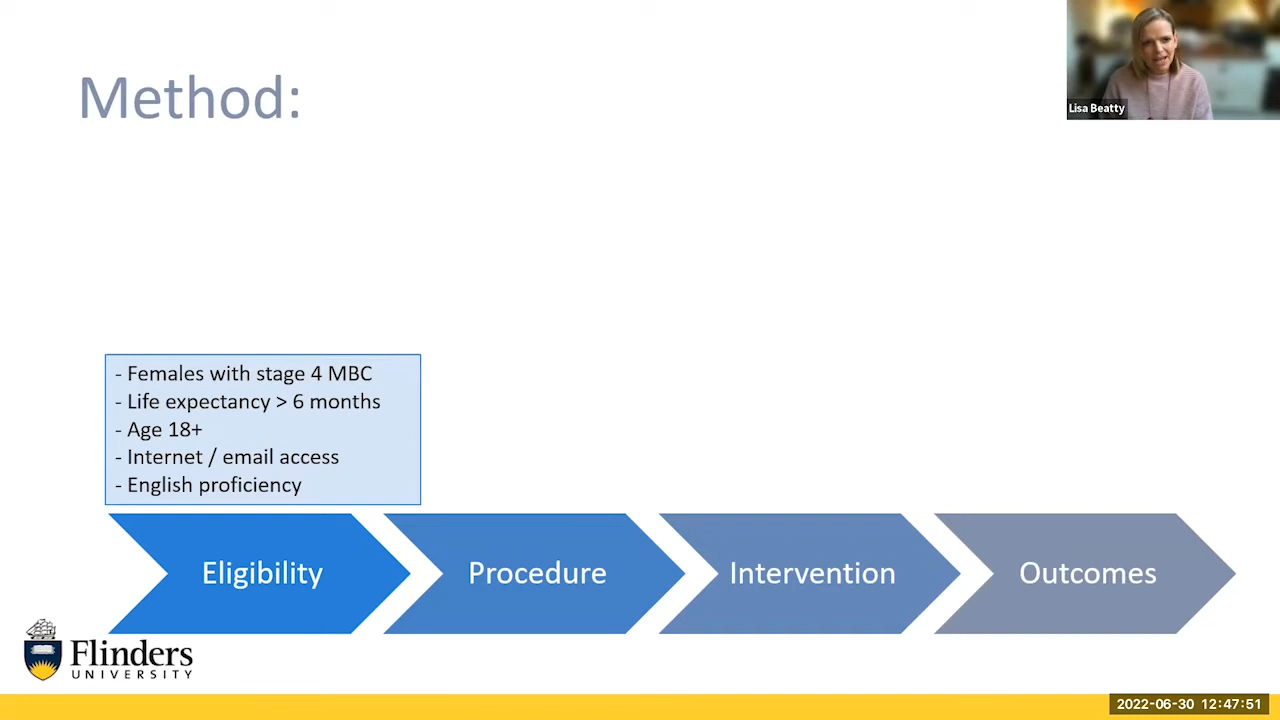 Method:
Lisa Beatty
- Females with stage 4 MBC
- Life expectancy > 6 months
- Age 18+
- Internet / email access
- English proficiency
Eligibility
Procedure
Intervention
Outcomes
Flinders
UNIVERSITY
2022-06-30 12:47:51